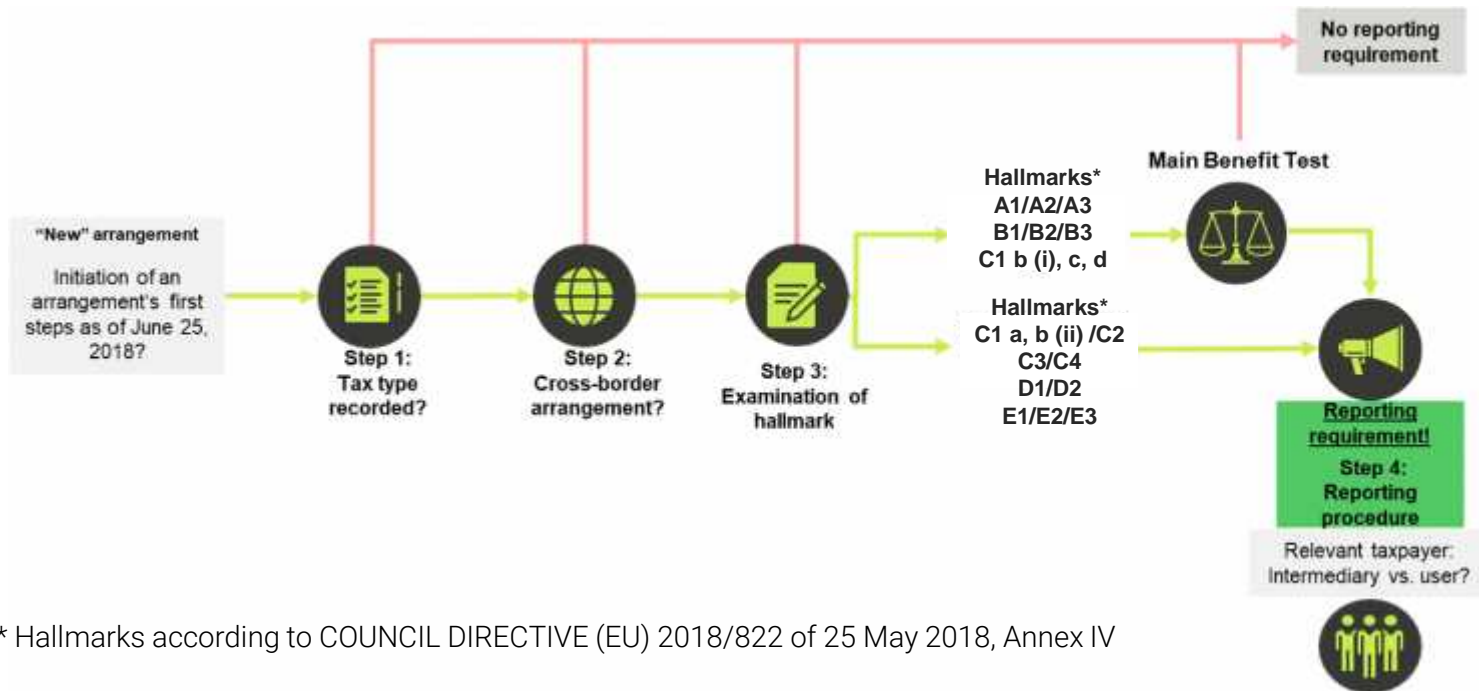 No reporting
requirement
Main Benefit Test
Hallmarks*
A1/A2/A3
B1/B2/B3
C1 b (i), c, d
"New" arrangement
Initiation of an
arrangement's first
steps as of June 25,
2018?
Step 1:
Tax type
recorded?
Step 2:
Cross-border
arrangement?
Step 3:
Examination of
hallmark
Hallmarks*
C1 a, b (ii) /C2
C3/C4
D1/D2
E1/E2/E3
Reporting
requirement!
Step 4:
Reporting
procedure
Relevant taxpayer:
Intermediary vs. user?
* Hallmarks according to COUNCIL DIRECTIVE (EU) 2018/822 of 25 May 2018, Annex IV